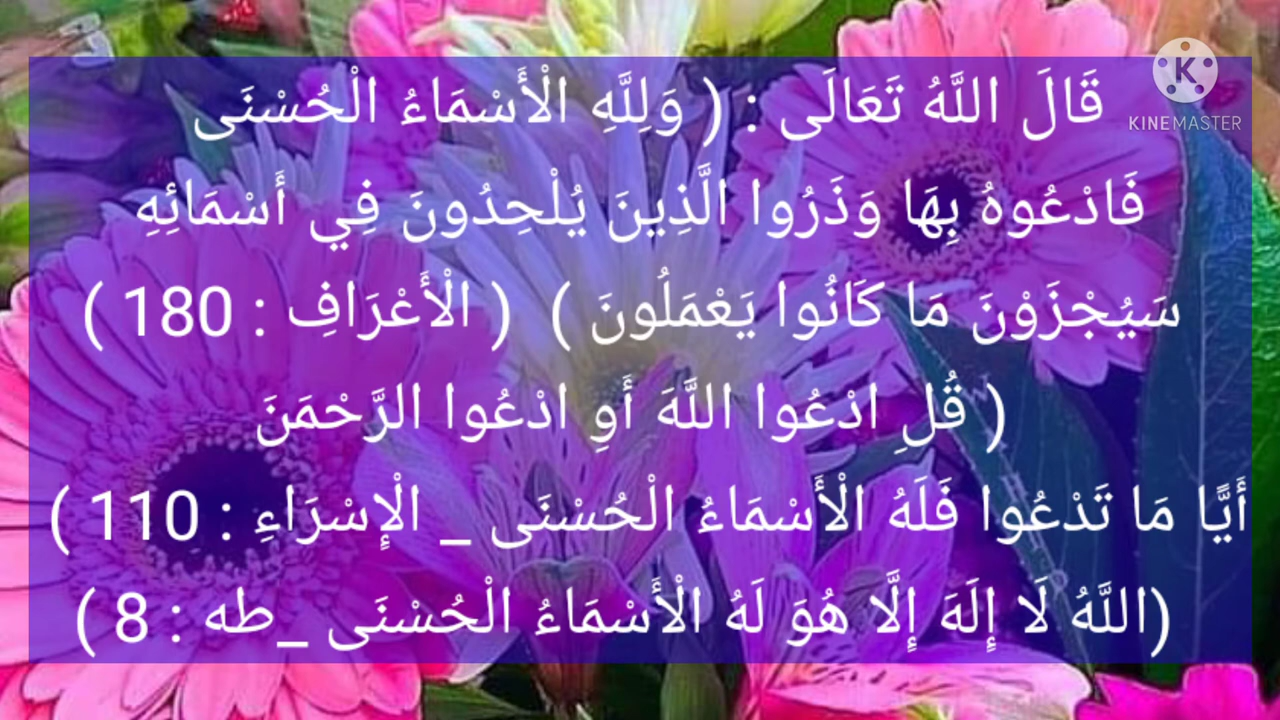 قَالَ اللَّهُ تَعَالَى : ( وَلِلَّهِ الْأَسْمَاءُ الْحُسْنَى
فَادْعُوهُ بِهَا وَذَرُوا الَّذِينَ يُلْحِدُونَ فِي أَسْمَائِهِ
سَيُجْزَوْنَ مَا كَانُوا يَعْمَلُونَ ) ( الْأَعْرَافِ : 180 )
( قُلِ ادْعُوا اللَّهَ أَوِ ادْعُوا الرَّحْمَنَ
أَيًّا مَا تَدْعُوا فَلَهُ الْأَسْمَاءُ الْحُسْنَى _ الْإِسْرَاءِ : 110 )
(اللَّهُ لَا إِلَهَ إِلَّا هُوَ لَهُ الْأَسْمَاءُ الْحُسْنَى _طه : 8 )
K
KINEMASTER